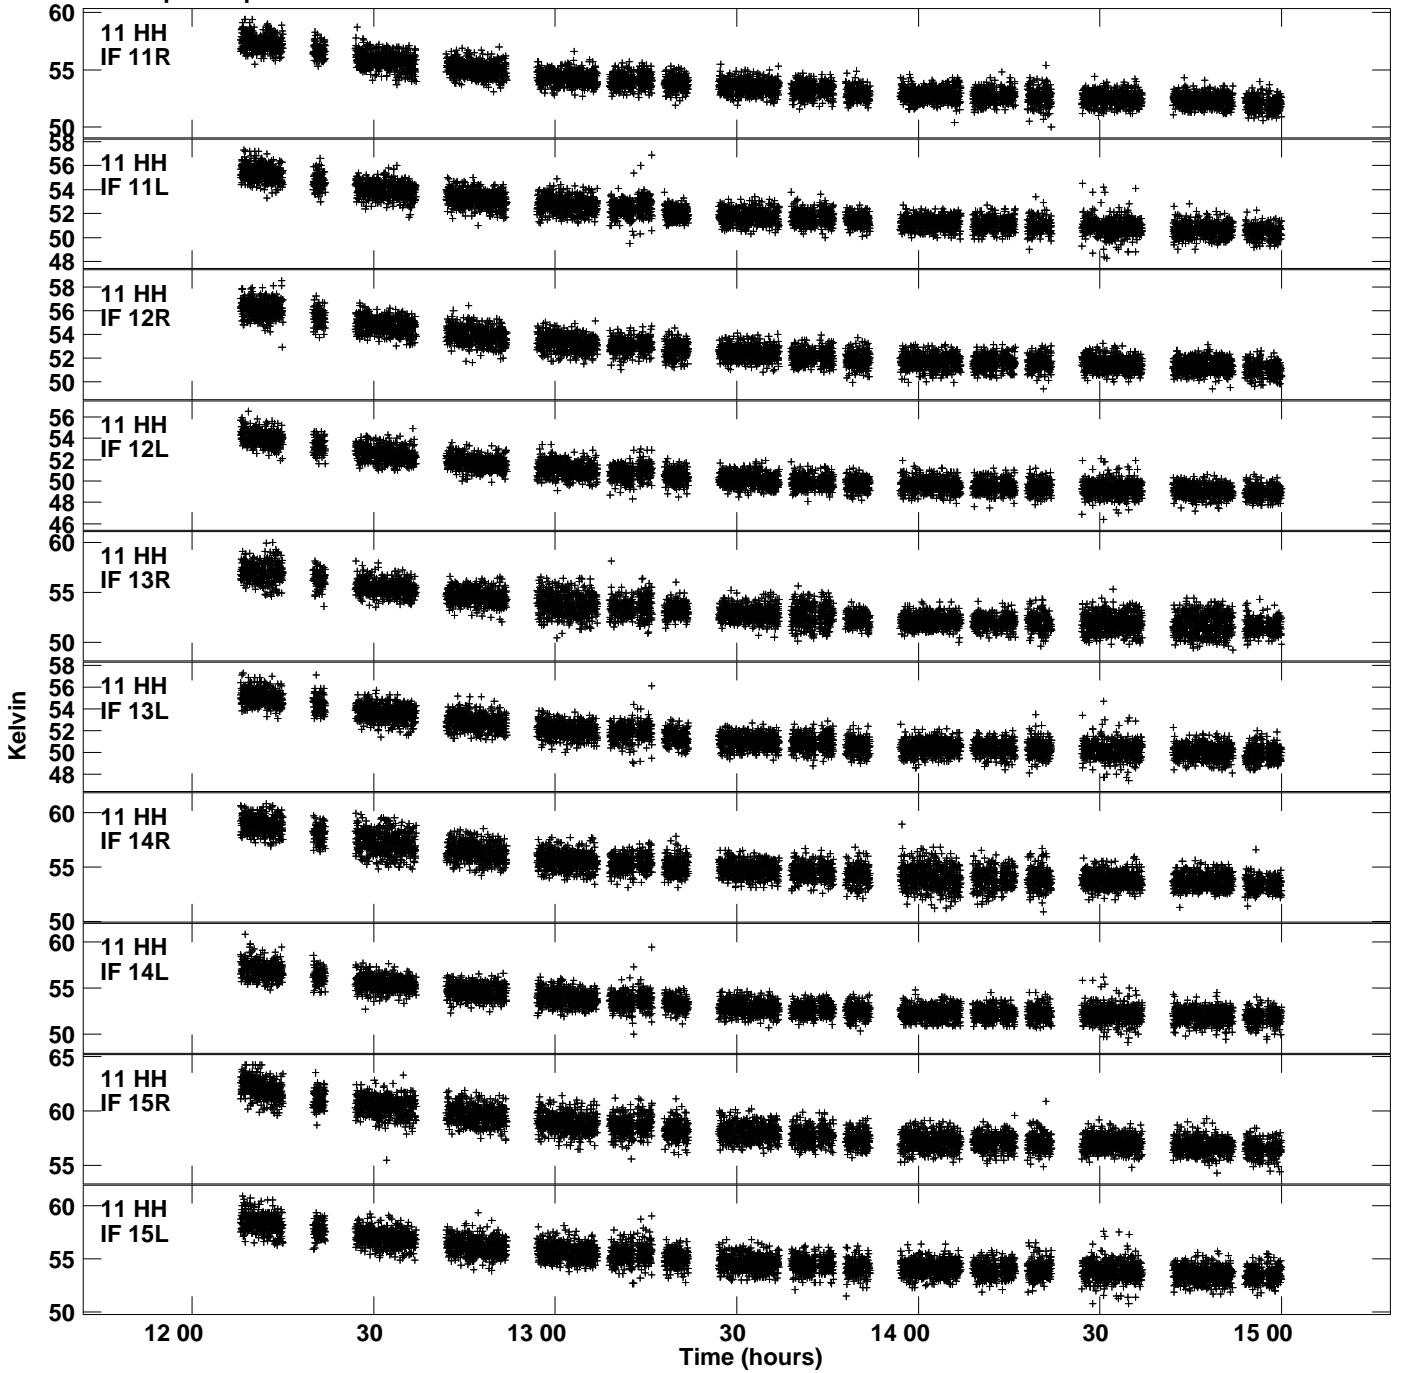 60
11 HH
IF 11R
55
50
58
11 HH
IF 11L
56
54
52
50
48
58
11 HH
IF 12R
56
54
52
50
56
11 HH
IF 12L
54
52
50
48
46
60
11 HH
IF 13R
55
50
58
11 HH
IF 13L
56
54
52
50
48
60
11 HH
IF 14R
55
50
60
11 HH
IF 14L
55
50
65
11 HH
IF 15R
60
55
60
11 HH
IF 15L
55
50
Kelvin
12 00 30 13 00 30 14 00 30 15 00
Time (hours)